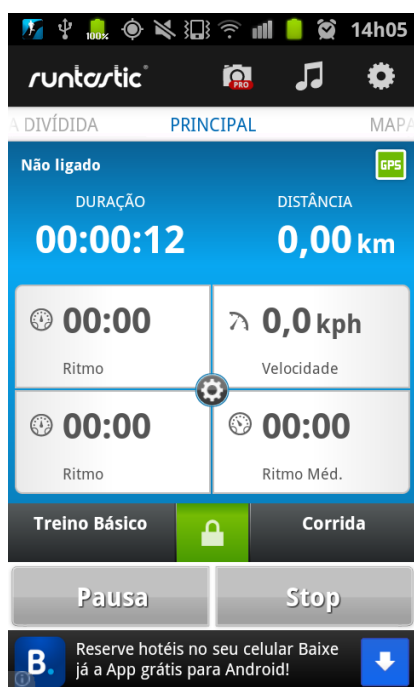 100%
14h05
runtastic
PRO
A DIVÍDIDA
PRINCIPAL
MAPA
Não ligado
GPS
DURAÇÃO
DISTÂNCIA
00:00:12
0,00 km
00:00
0,0 kph
Ritmo
Velocidade
00:00
00:00
Ritmo
Ritmo Méd.
Treino Básico
Corrida
Pausa
Stop
B.
Reserve hotéis no seu celular Baixe
já a App grátis para Android!